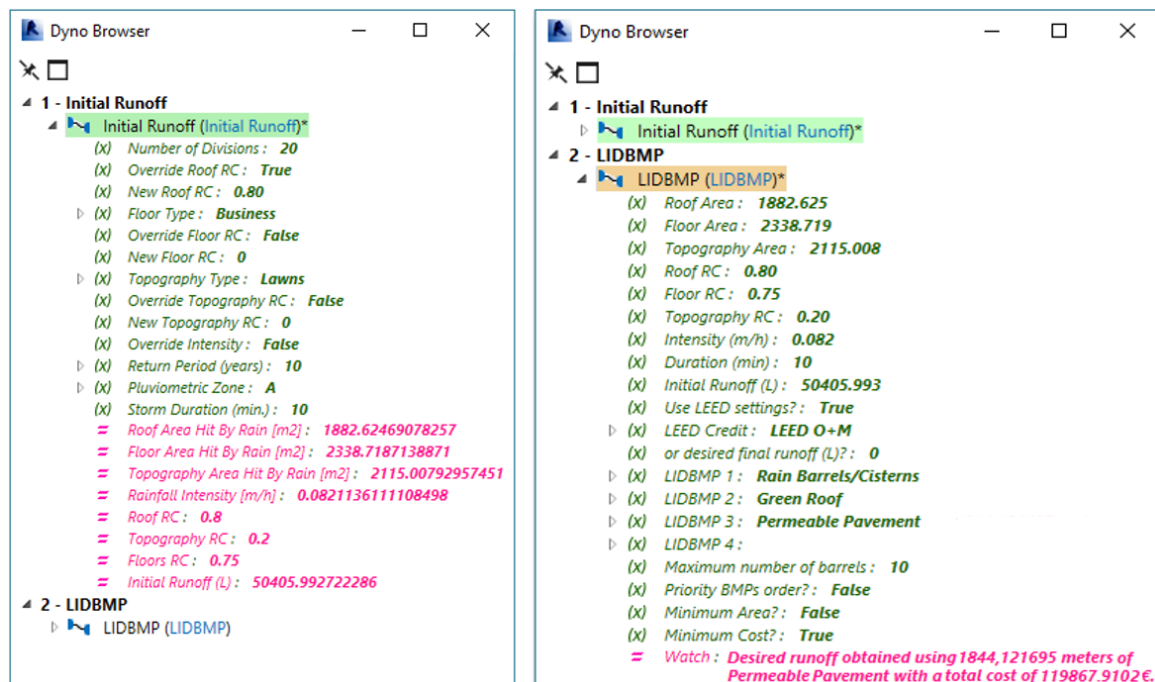 Dyno Browser
1 - Initial Runoff
Initial Runoff (Initial Runoff)*
(x) Number of Divisions : 20
(x) Override Roof RC : True
(x) New Roof RC : 0.80
(x) Floor Type : Business
(x) Override Floor RC : False
(x) New Floor RC : 0
(x) Topography Type : Lawns
(x) Override Topography RC : False
(x) New Topography RC : 0
(x) Override Intensity : False
(x) Return Period (years) : 10
(x) Pluviometric Zone : A
(x) Storm Duration (min.) : 10
= Roof Area Hit By Rain [m2] : 1882.62469078257
= Floor Area Hit By Rain [m2] : 2338.7187138871
= Topography Area Hit By Rain [m2] : 2115.00792957451
= Rainfall Intensity [m/h] : 0.0821136111108498
= Roof RC : 0.8
= Topography RC : 0.2
= Floors RC : 0.75
= Initial Runoff (L) : 50405.992722286
2 - LIDBMP
LIDBMP (LIDBMP)
Dyno Browser
1 - Initial Runoff
Initial Runoff (Initial Runoff)*
2 - LIDBMP
LIDBMP (LIDBMP)*
(x) Roof Area : 1882.625
(x) Floor Area : 2338.719
(x) Topography Area : 2115.008
(x) Roof RC : 0.80
(x) Floor RC : 0.75
(x) Topography RC : 0.20
(x) Intensity (m/h) : 0.082
(x) Duration (min) : 10
(x) Initial Runoff (L) : 50405.993
(x) Use LEED settings? : True
(x) LEED Credit : LEED O+M
(x) or desired final runoff (L)? : 0
(x) LIDBMP 1 : Rain Barrels/Cisterns
(x) LIDBMP 2 : Green Roof
(x) LIDBMP 3 : Permeable Pavement
(x) LIDBMP 4 :
(x) Maximum number of barrels : 10
(x) Priority BMPs order? : False
(x) Minimum Area? : False
(x) Minimum Cost? : True
= Watch : Desired runoff obtained using 1844,121695 meters of
Permeable Pavement with a total cost of 119867.9102€.